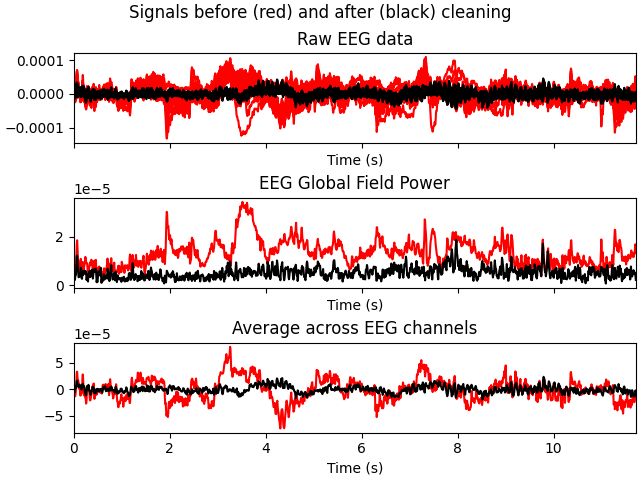 Signals before (red) and after (black) cleaning
Raw EEG data
0.0001
0.0000
−0.0001
Time (s)
EEG Global Field Power
1e−5
2
0
Time (s)
Average across EEG channels
1e−5
5
0
−5
0 2 4 6 8 10
Time (s)